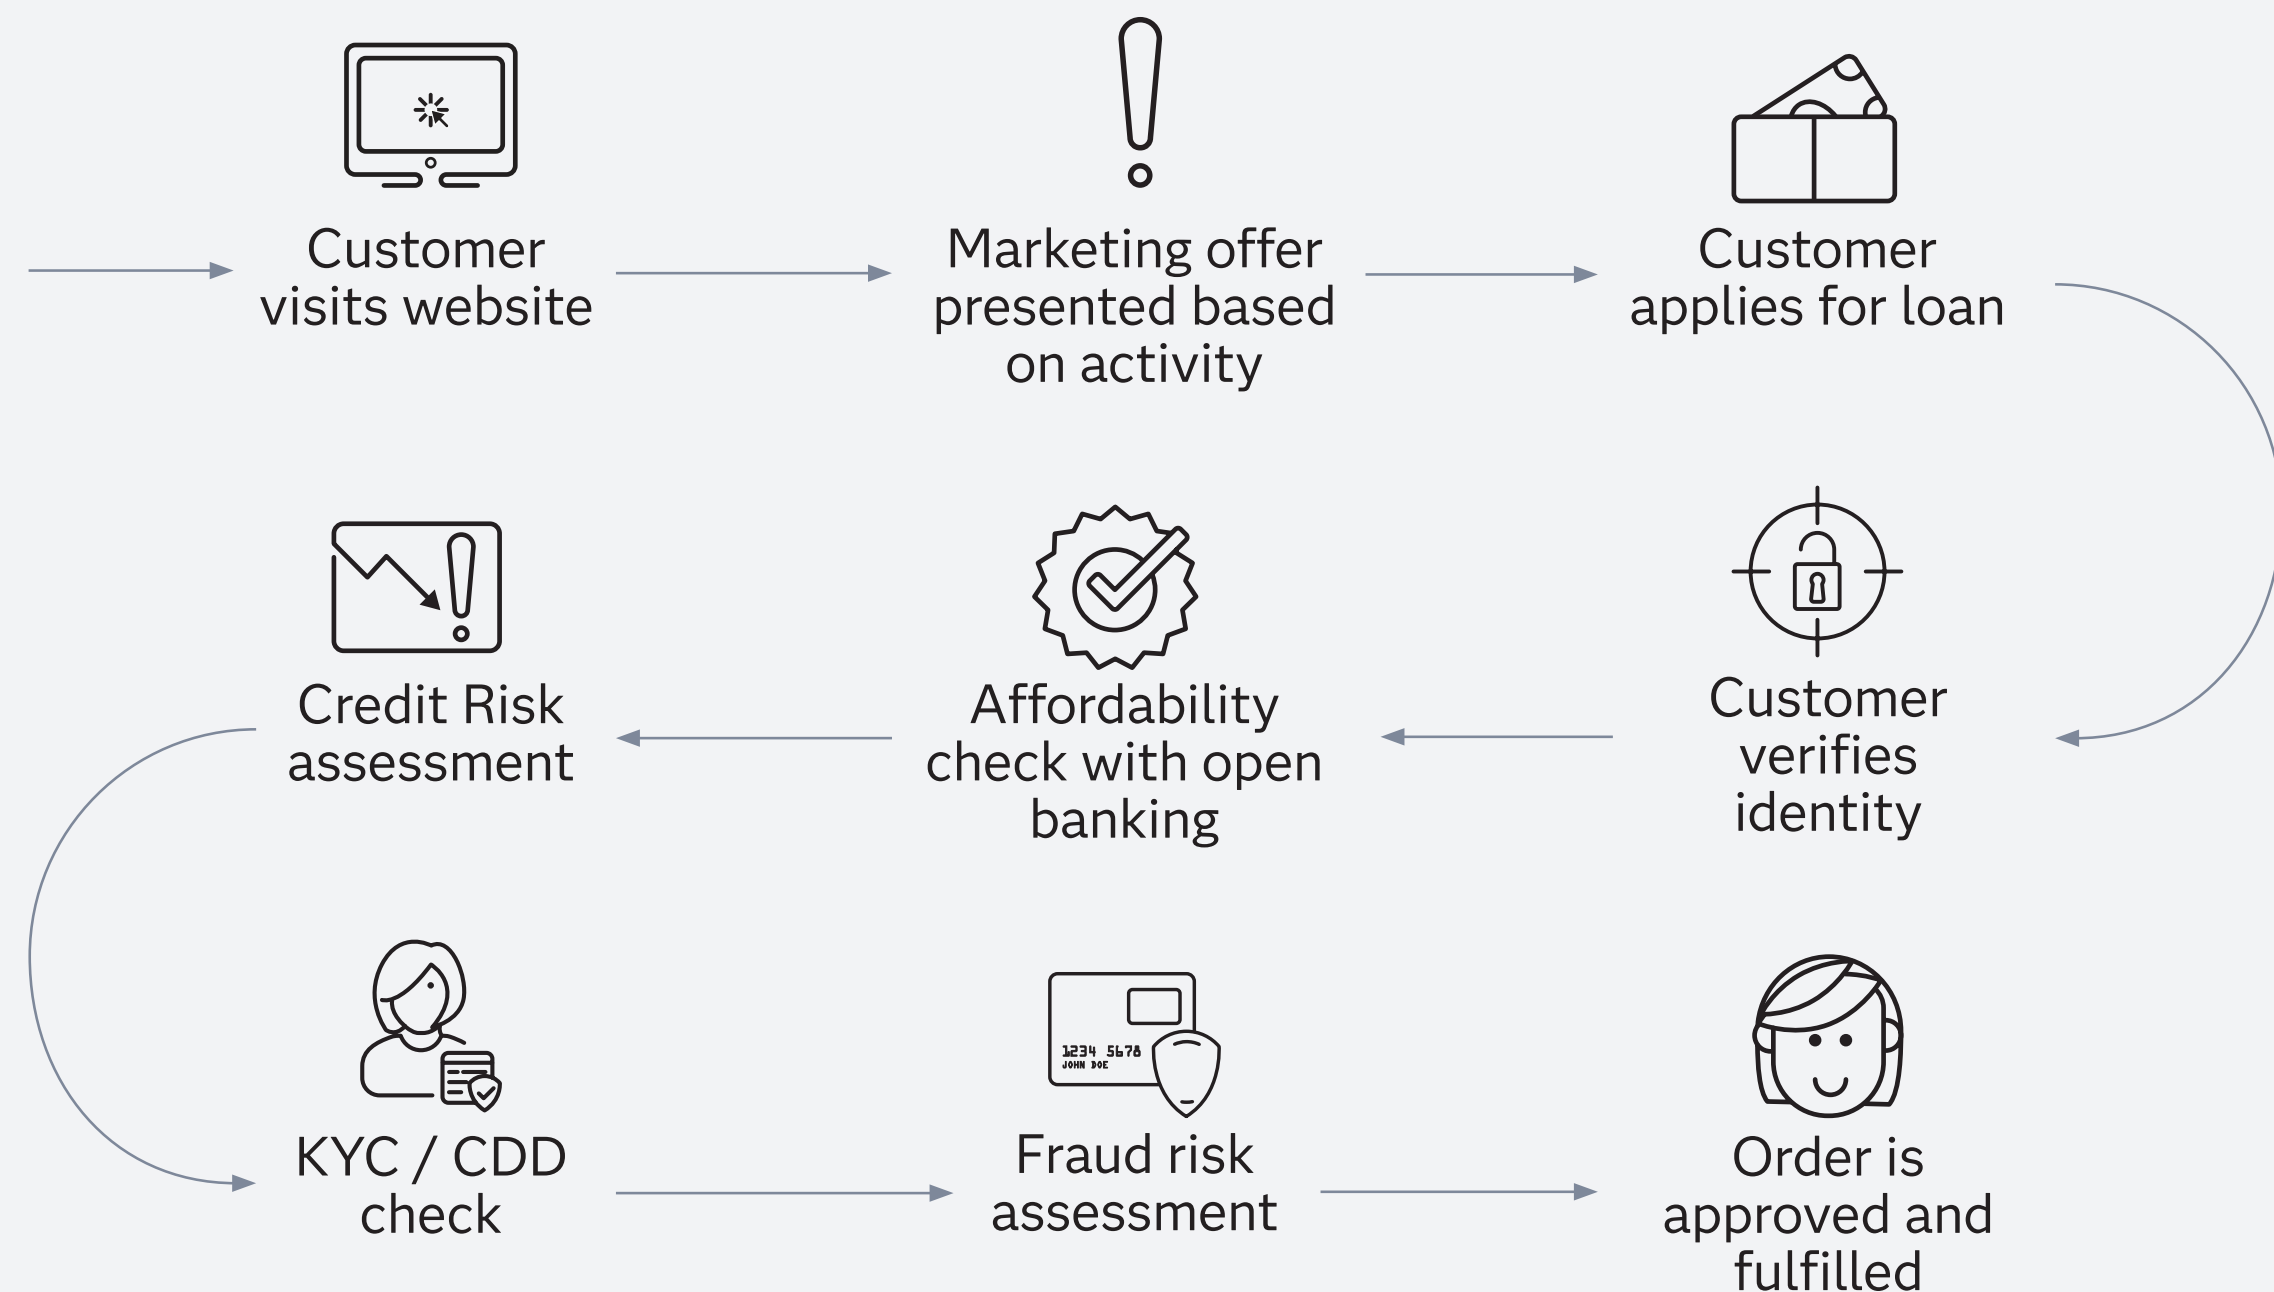 Customer
visits website
Marketing offer
presented based
on activity
Customer
applies for loan
Customer
verifies
identity
Affordability
check with open
banking
Credit Risk
assessment
KYC / CDD
check
1234 5678
JOHN DOE
Fraud risk
assessment
Order is
approved and
fulfilled